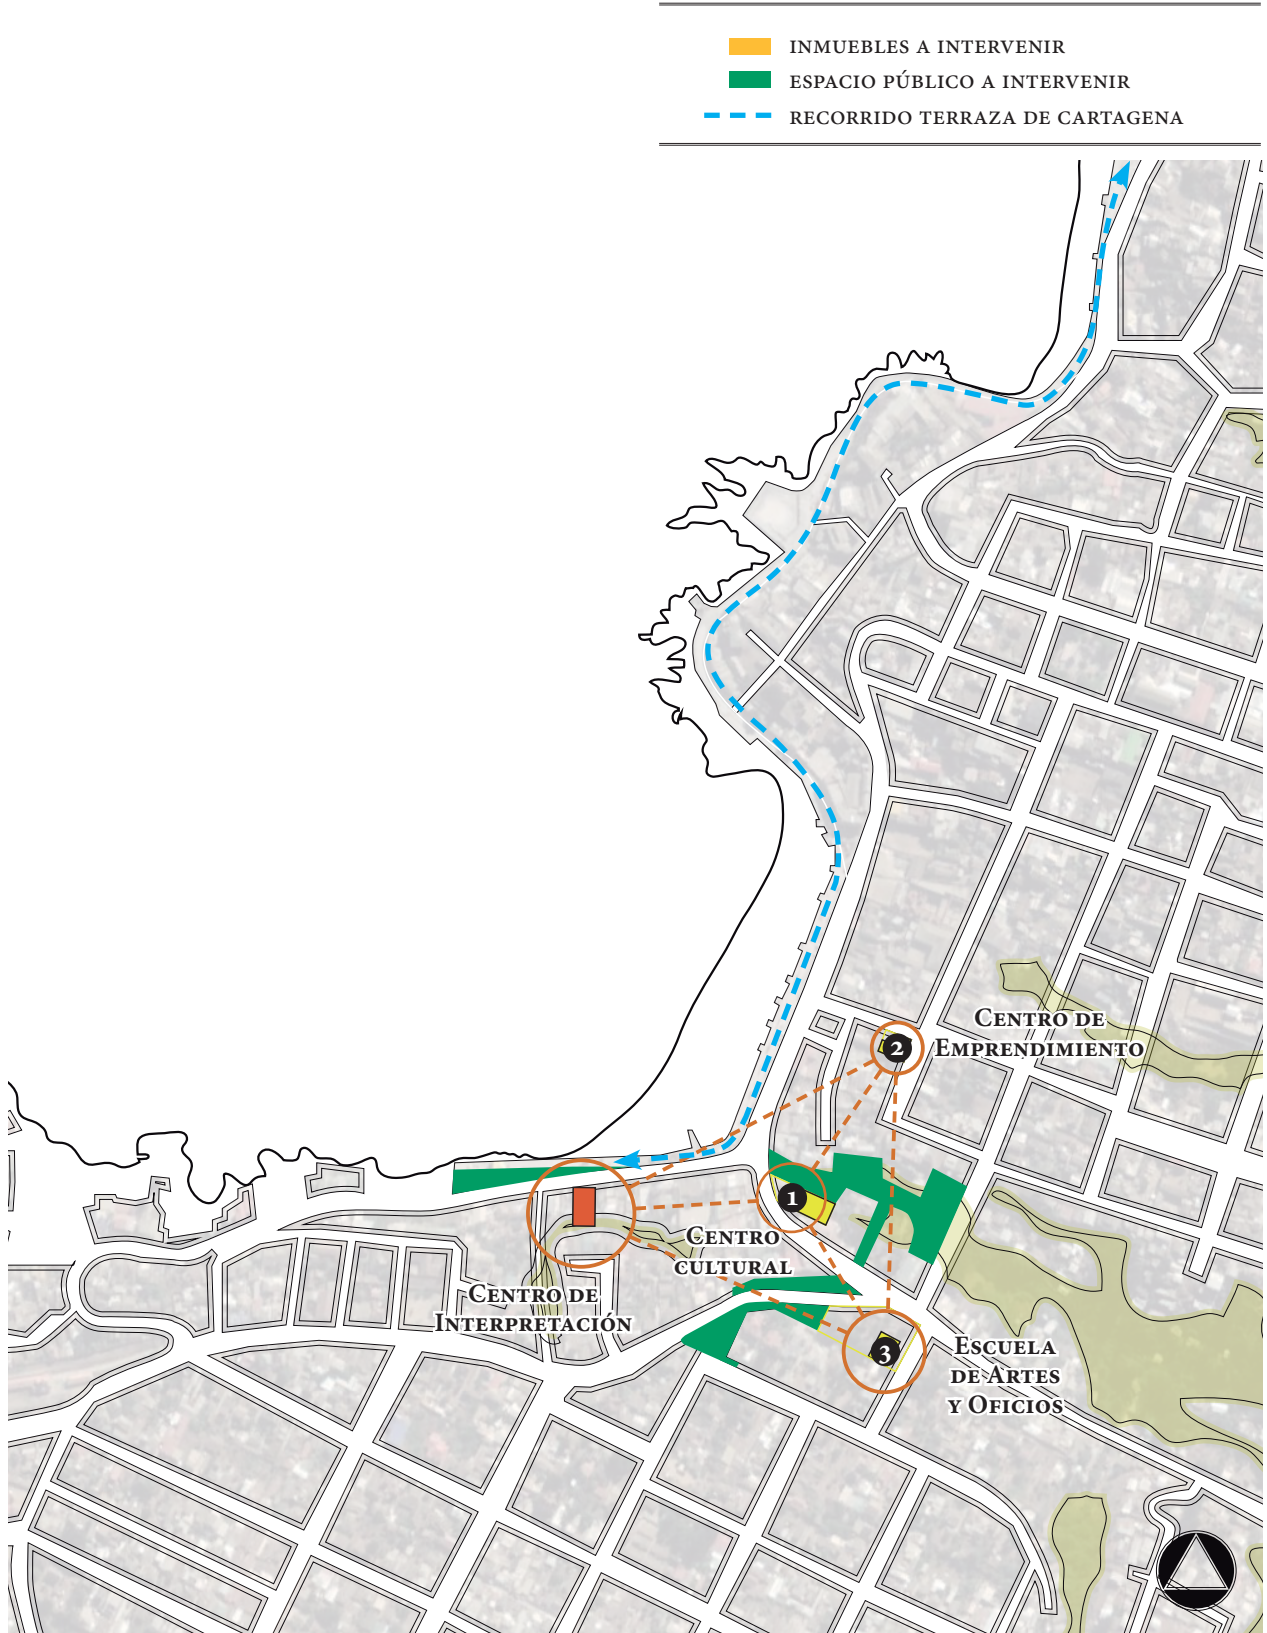 INMUEBLES A INTERVENIR
ESPACIO PÚBLICO A INTERVENIR
RECORRIDO TERRAZA DE CARTAGENA
2
CENTRO DE
EMPRENDIMIENTO
1
CENTRO
CULTURAL
CENTRO DE
INTERPRETACIÓN
3
ESCUELA
DE ARTES
Y OFICIOS